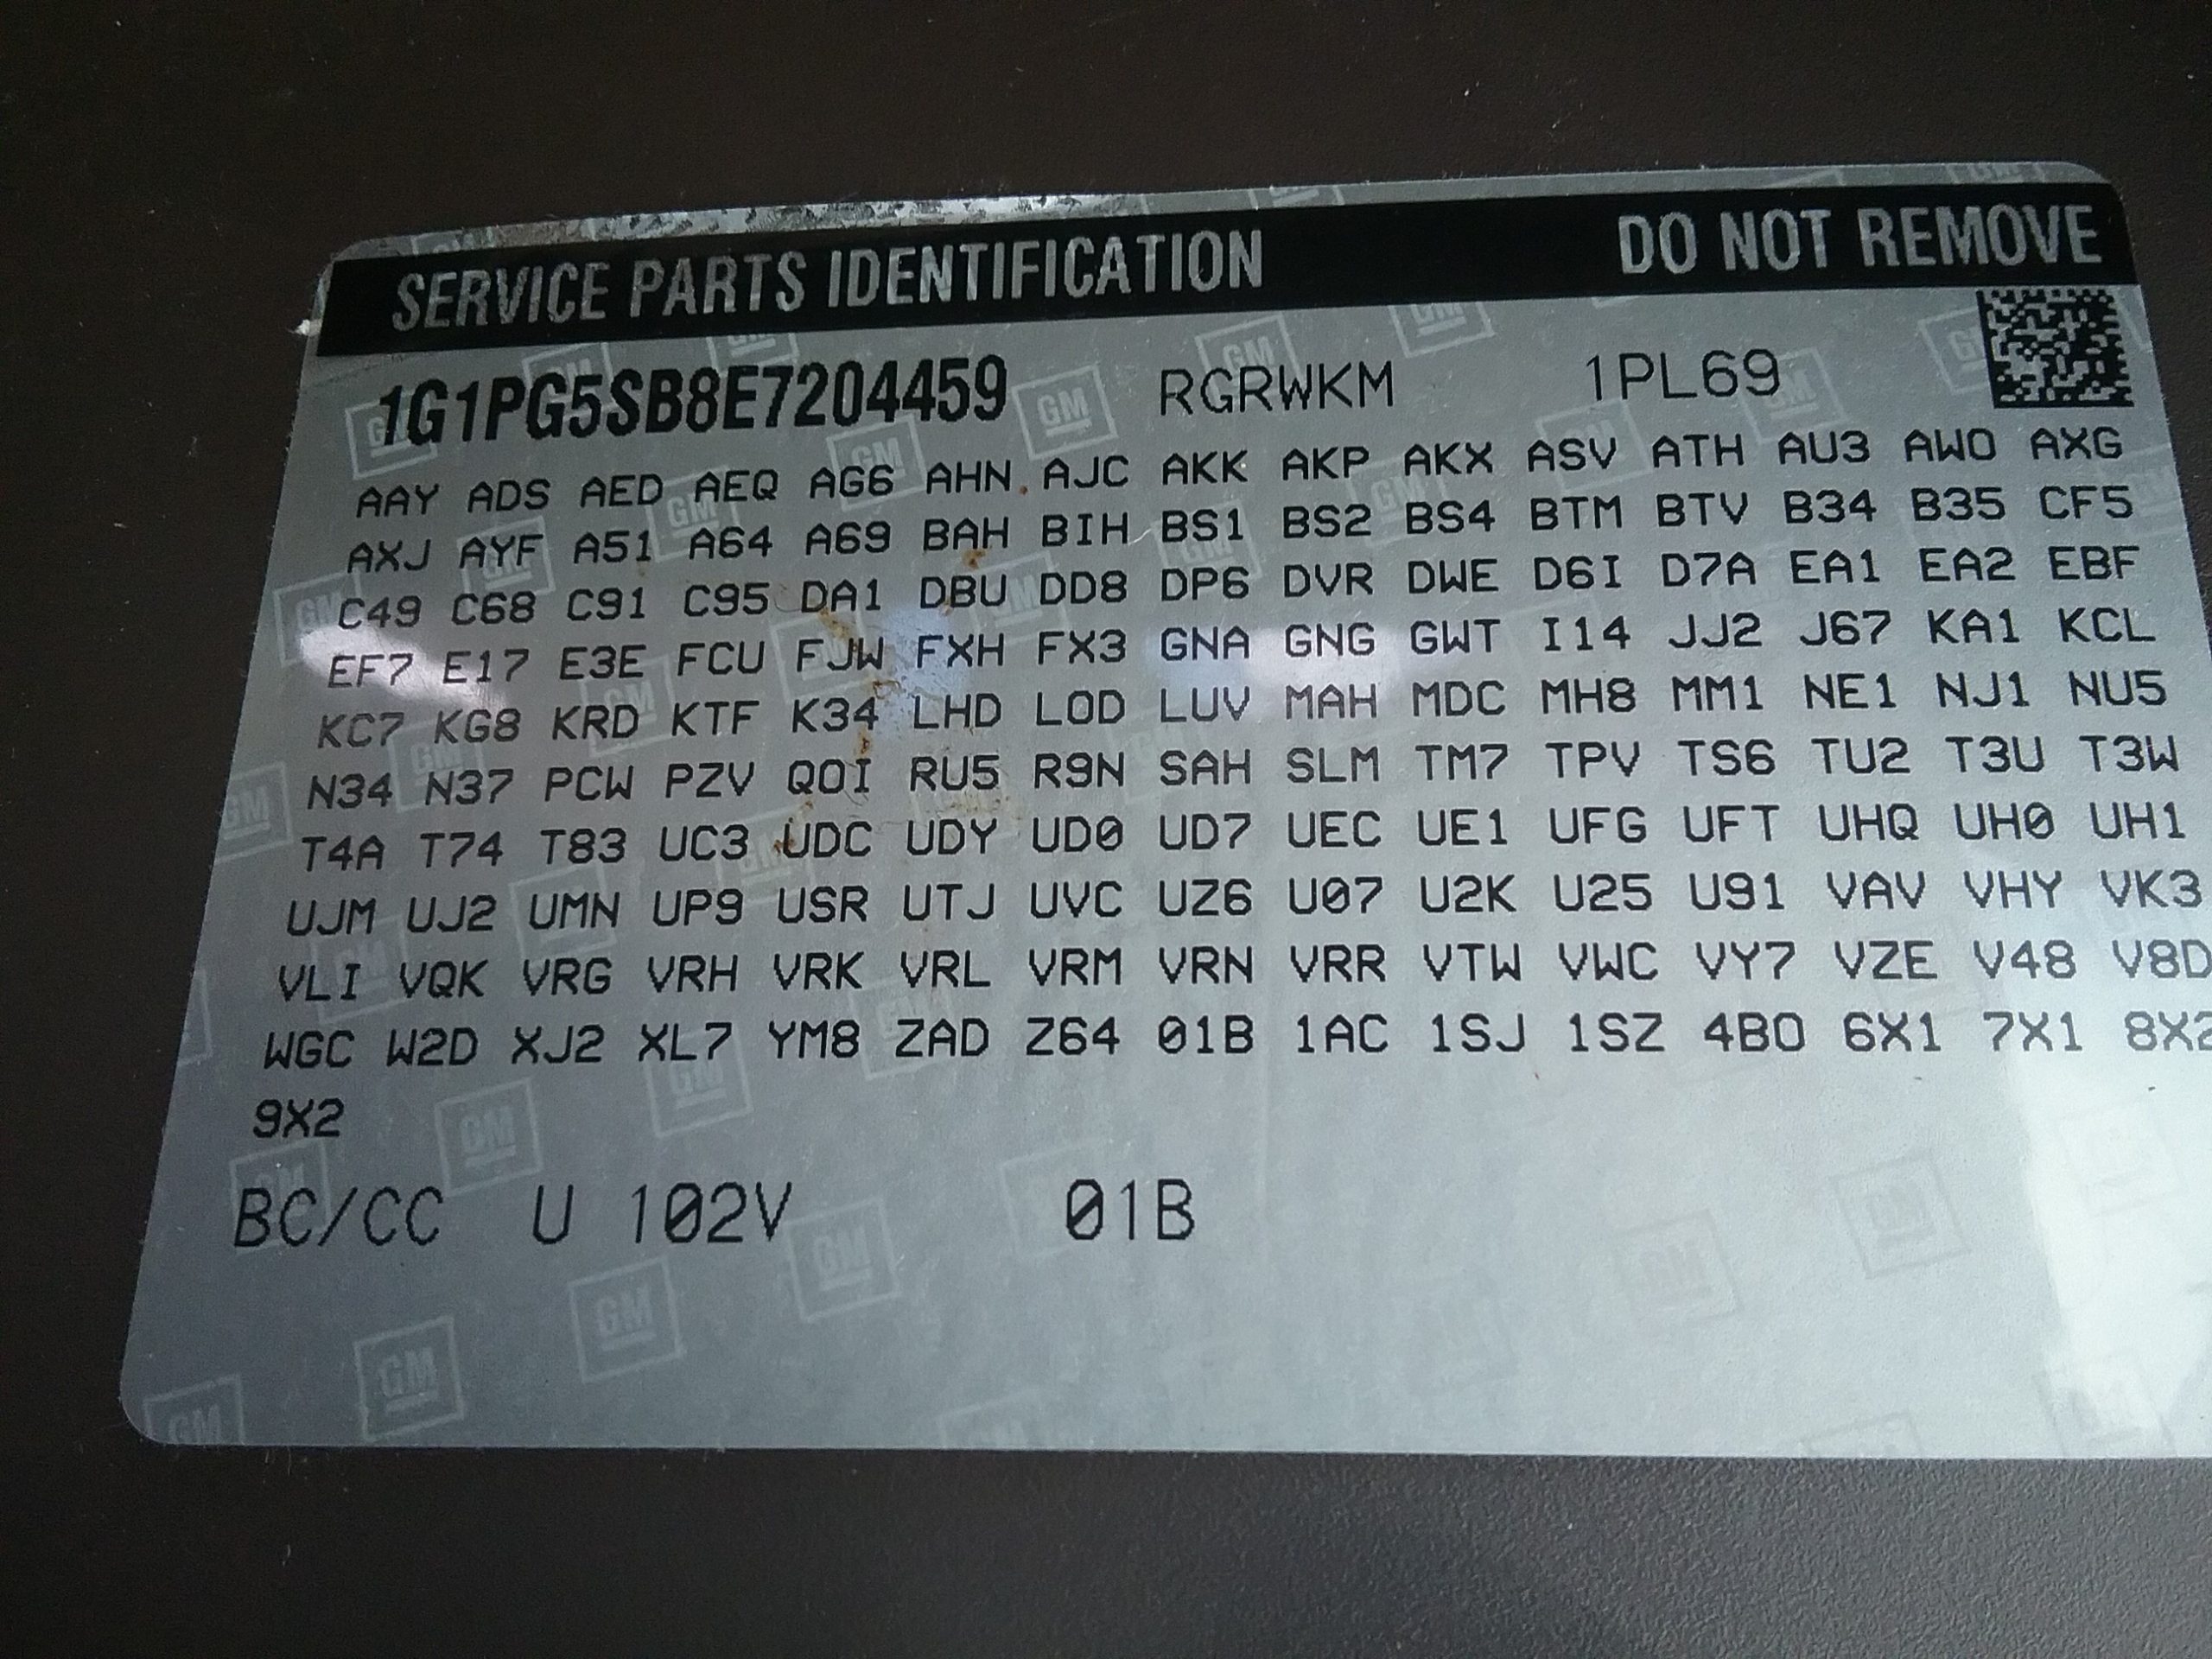 SERVICE PARTS IDENTIFICATION DO NOT REMOVE
1G1PG5SB8E7204459 RGRWKM 1PL69
AAY ADS AED AEQ AG6 AHN AJC AKK AKP AKX ASV ATH AU3 AWO AXG
AXJ AYF A51 A64 A69 BAH BIH BS1 BS2 BS4 BTM BTV B34 B35 CF5
C49 C68 C91 C95 DA1 DBU DD8 DP6 DVR DWE D6I D7A EA1 EA2 EBF
EF7 E17 E3E FCU FJW FXH FX3 GNA GNG GWT I14 JJ2 J67 KA1 KCL
KC7 KG8 KRD KTF K34 LHD LOD LUV MAH MDC MH8 MM1 NE1 NJ1 NU5
N34 N37 PCW PZV QOI RU5 R9N SAH SLM TM7 TPV TS6 TU2 T3U T3W
T4A T74 T83 UC3 UDC UDY UD0 UD7 UEC UE1 UFG UFT UHQ UH0 UH1
UJM UJ2 UMN UP9 USR UTJ UVC UZ6 U07 U2K U25 U91 VAV VHY VK3
VLI VQK VRG VRH VRK VRL VRM VRN VRR VTW VWC VY7 VZE V48 V8D
WGC W2D XJ2 XL7 YM8 ZAD Z64 01B 1AC 1SJ 1SZ 4BO 6X1 7X1 8X2
9X2
BC/CC U 102V 01B